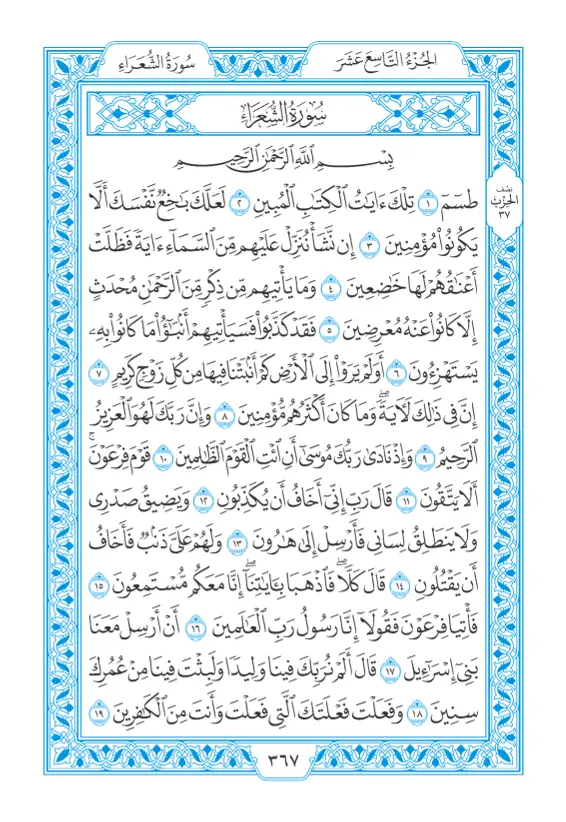 الجُزْءُ التَّاسِعَ عَشَرَ
سُورَةُ الشُّعَرَاءِ
سُورَةُ الشُّعَرَاءِ
بِسْمِ اللَّهِ الرَّحْمَٰنِ الرَّحِيمِ
نصف
الحزب
٣٧
طسٓمٓ ١ تِلْكَ ءَايَٰتُ ٱلْكِتَٰبِ ٱلْمُبِينِ ٢ لَعَلَّكَ بَٰخِعٌ نَّفْسَكَ أَلَّا
يَكُونُوا۟ مُؤْمِنِينَ ٣ إِن نَّشَأْ نُنَزِّلْ عَلَيْهِم مِّنَ ٱلسَّمَآءِ ءَايَةً فَظَلَّتْ
أَعْنَٰقُهُمْ لَهَا خَٰضِعِينَ ٤ وَمَا يَأْتِيهِم مِّن ذِكْرٍ مِّنَ ٱلرَّحْمَٰنِ مُحْدَثٍ
إِلَّا كَانُوا۟ عَنْهُ مُعْرِضِينَ ٥ فَقَدْ كَذَّبُوا۟ فَسَيَأْتِيهِمْ أَنۢبَٰٓؤُا۟ مَا كَانُوا۟ بِهِۦ
يَسْتَهْزِءُونَ ٦ أَوَلَمْ يَرَوْا۟ إِلَى ٱلْأَرْضِ كَمْ أَنۢبَتْنَا فِيهَا مِن كُلِّ زَوْجٍ كَرِيمٍ ٧
إِنَّ فِى ذَٰلِكَ لَءَايَةً ۖ وَمَا كَانَ أَكْثَرُهُم مُّؤْمِنِينَ ٨ وَإِنَّ رَبَّكَ لَهُوَ ٱلْعَزِيزُ
ٱلرَّحِيمُ ٩ وَإِذْ نَادَىٰ رَبُّكَ مُوسَىٰٓ أَنِ ٱئْتِ ٱلْقَوْمَ ٱلظَّٰلِمِينَ ١٠ قَوْمَ فِرْعَوْنَ ۚ
أَلَا يَتَّقُونَ ١١ قَالَ رَبِّ إِنِّىٓ أَخَافُ أَن يُكَذِّبُونِ ١٢ وَيَضِيقُ صَدْرِى
وَلَا يَنطَلِقُ لِسَانِى فَأَرْسِلْ إِلَىٰ هَٰرُونَ ١٣ وَلَهُمْ عَلَىَّ ذَنۢبٌ فَأَخَافُ
أَن يَقْتُلُونِ ١٤ قَالَ كَلَّا ۖ فَٱذْهَبَا بِـَٔايَٰتِنَآ ۖ إِنَّا مَعَكُم مُّسْتَمِعُونَ ١٥
فَأْتِيَا فِرْعَوْنَ فَقُولَآ إِنَّا رَسُولُ رَبِّ ٱلْعَٰلَمِينَ ١٦ أَنْ أَرْسِلْ مَعَنَا
بَنِىٓ إِسْرَٰٓءِيلَ ١٧ قَالَ أَلَمْ نُرَبِّكَ فِينَا وَلِيدًا وَلَبِثْتَ فِينَا مِنْ عُمُرِكَ
سِنِينَ ١٨ وَفَعَلْتَ فَعْلَتَكَ ٱلَّتِى فَعَلْتَ وَأَنتَ مِنَ ٱلْكَٰفِرِينَ ١٩
٣٦٧